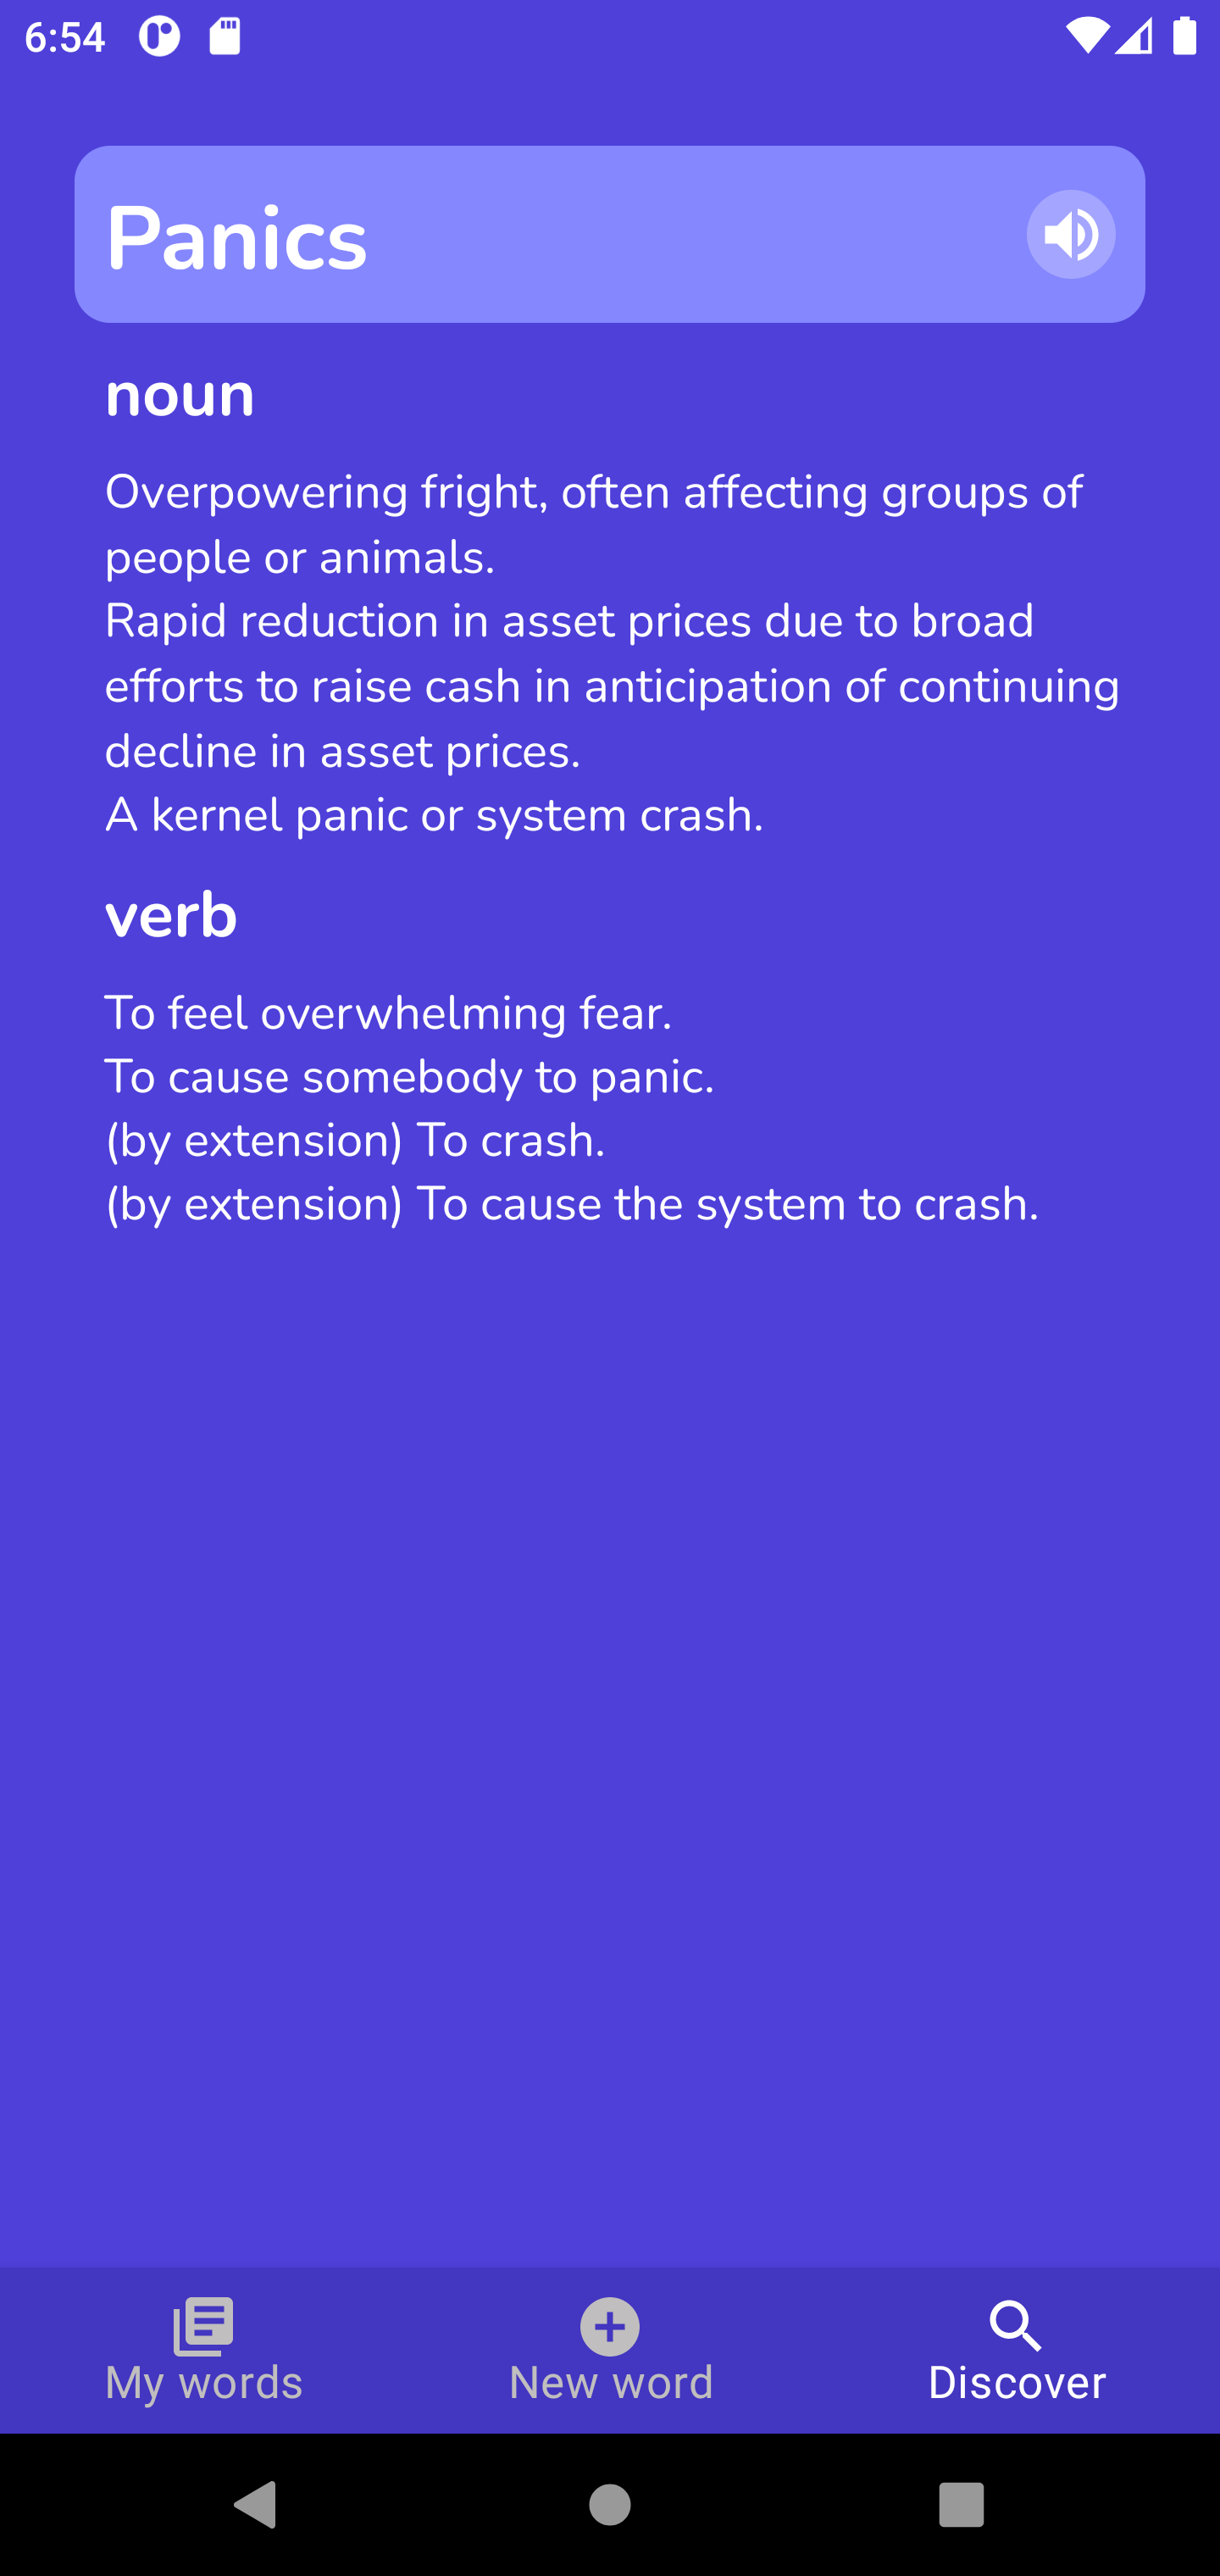 6:54
Panics
noun
Overpowering fright, often affecting groups of
people or animals.
Rapid reduction in asset prices due to broad
efforts to raise cash in anticipation of continuing
decline in asset prices.
A kernel panic or system crash.
verb
To feel overwhelming fear.
To cause somebody to panic.
(by extension) To crash.
(by extension) To cause the system to crash.
My words
New word
Discover